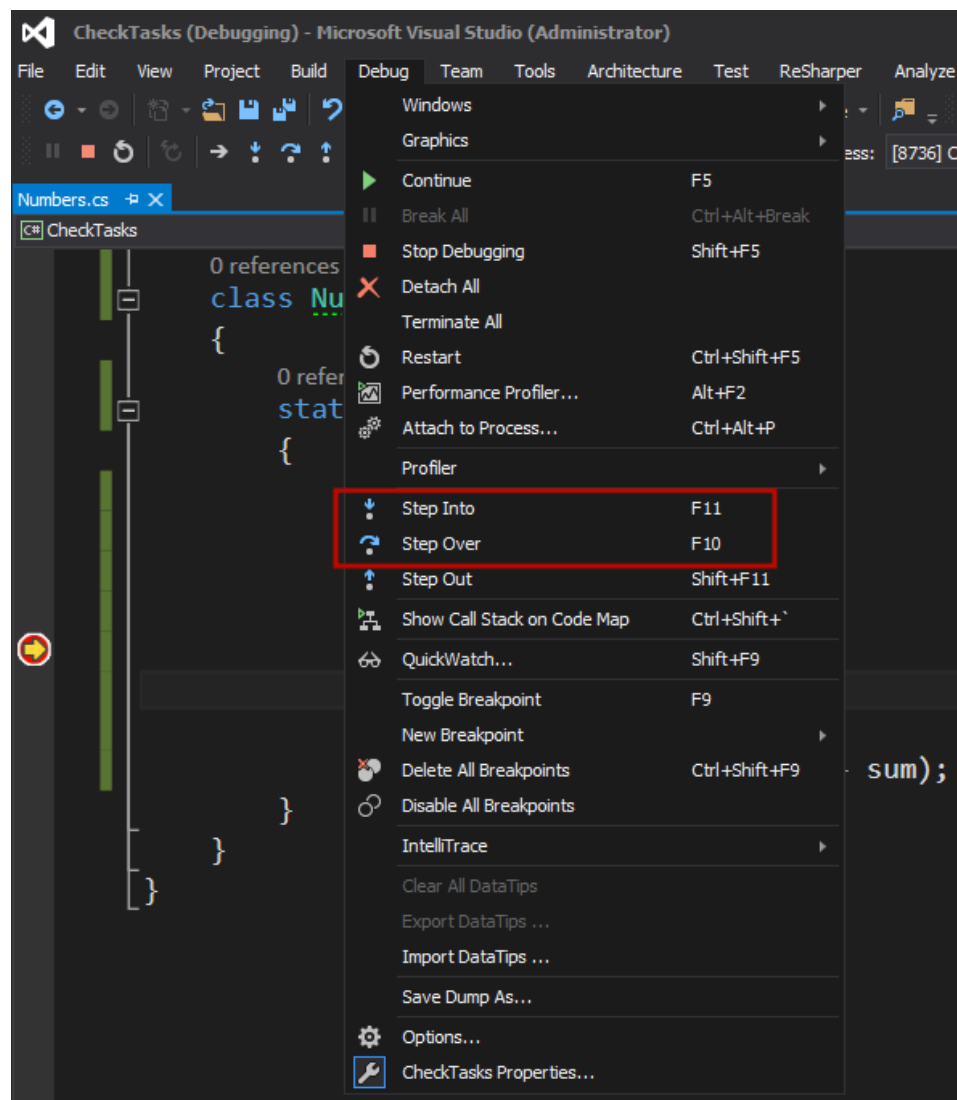 CheckTasks (Debugging) - Microsoft Visual Studio (Administrator)
File Edit View Project Build Debug Team Tools Architecture Test ReSharper Analyze
[8736]
Numbers.cs
C# CheckTasks
Windows
Graphics
Continue F5
Break All Ctrl+Alt+Break
Stop Debugging Shift+F5
Detach All
Terminate All
Restart Ctrl+Shift+F5
Performance Profiler... Alt+F2
Attach to Process... Ctrl+Alt+P
Profiler
Step Into F11
Step Over F10
Step Out Shift+F11
Show Call Stack on Code Map Ctrl+Shift+`
QuickWatch... Shift+F9
Toggle Breakpoint F9
New Breakpoint
Delete All Breakpoints Ctrl+Shift+F9
Disable All Breakpoints
IntelliTrace
Clear All DataTips
Export DataTips ...
Import DataTips ...
Save Dump As...
Options...
CheckTasks Properties...
0 references
class Nu
{
0 refer
stat
{
sum);
}
}
}